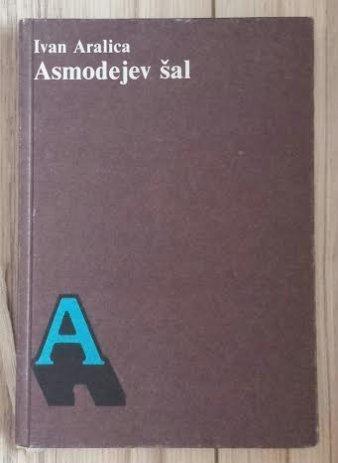 Ivan Aralica
Asmodejev šal
A